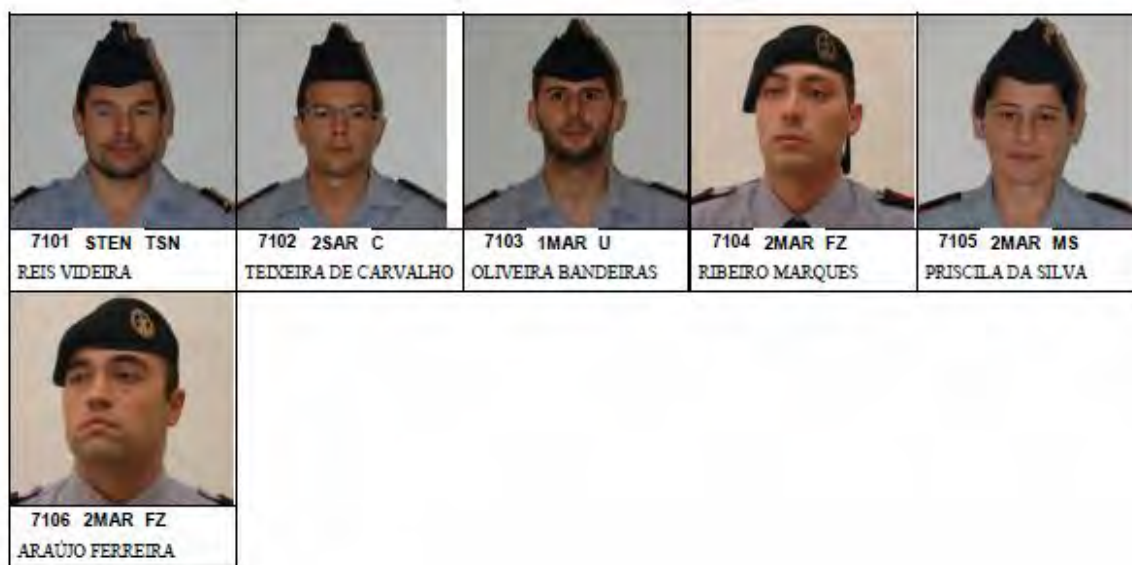 7101 STEN TSN
REIS VIDEIRA
7102 2SAR C
TEIXEIRA DE CARVALHO
7103 1MAR U
OLIVEIRA BANDEIRAS
7104 2MAR FZ
RIBEIRO MARQUES
7105 2MAR MS
PRISCILA DA SILVA
7106 2MAR FZ
ARAÚJO FERREIRA